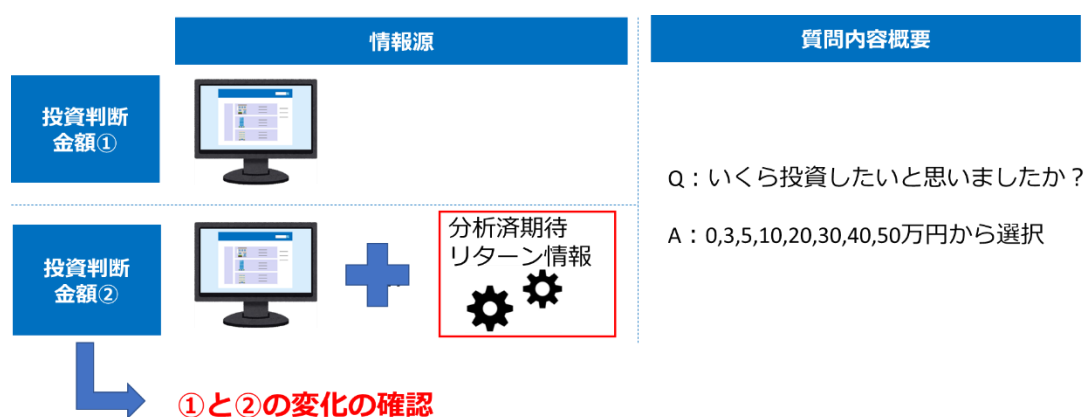 情報源
質問内容概要
投資判断
金額①
Q：いくら投資したいと思いましたか？
A：0,3,5,10,20,30,40,50万円から選択
投資判断
金額②
分析済期待
リターン情報
①と②の変化の確認